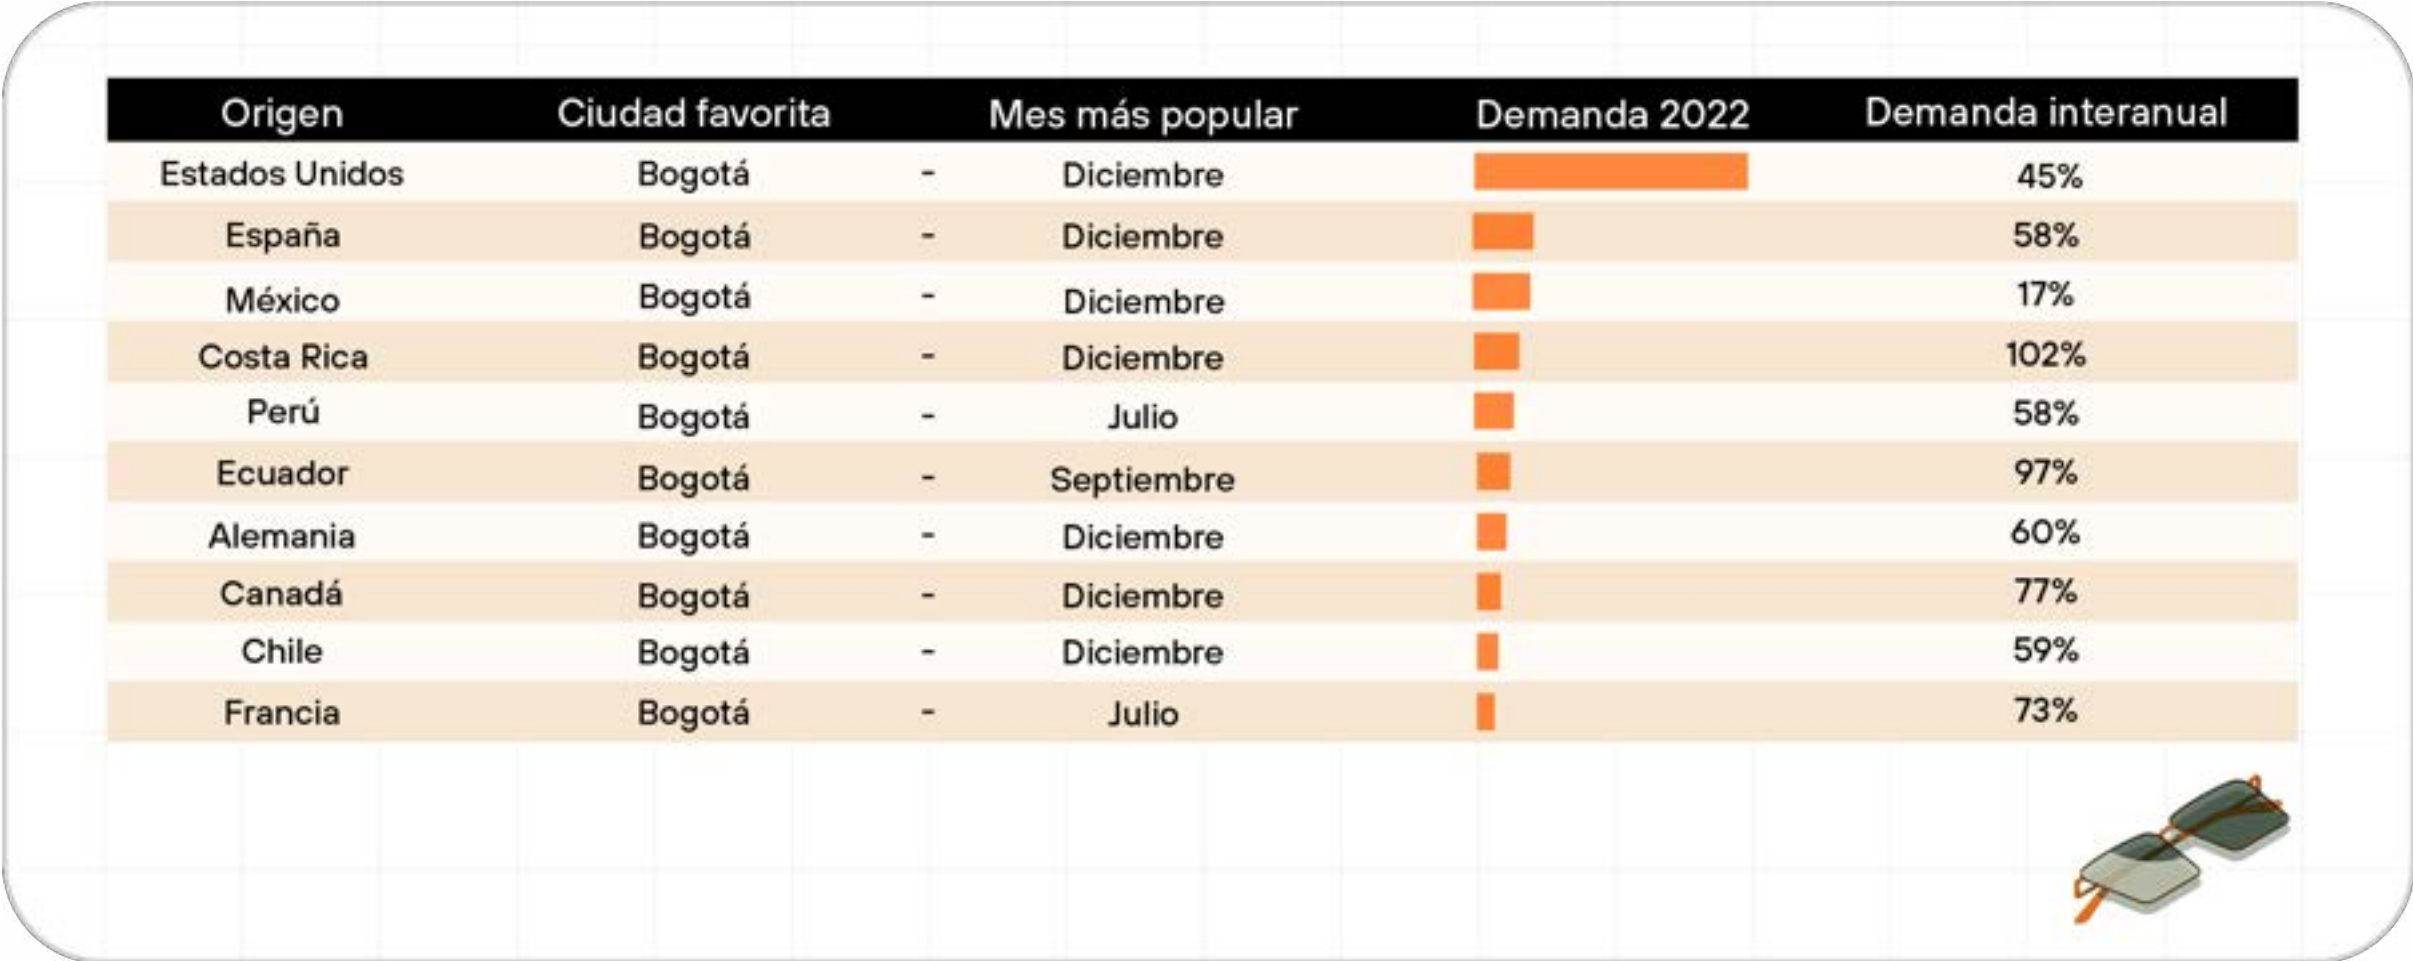 Origen Ciudad favorita Mes más popular Demanda 2022 Demanda interanual
Estados Unidos Bogotá - Diciembre 45%
España Bogotá - Diciembre 58%
México Bogotá - Diciembre 17%
Costa Rica Bogotá - Diciembre 102%
Perú Bogotá - Julio 58%
Ecuador Bogotá - Septiembre 97%
Alemania Bogotá - Diciembre 60%
Canadá Bogotá - Diciembre 77%
Chile Bogotá - Diciembre 59%
Francia Bogotá - Julio 73%